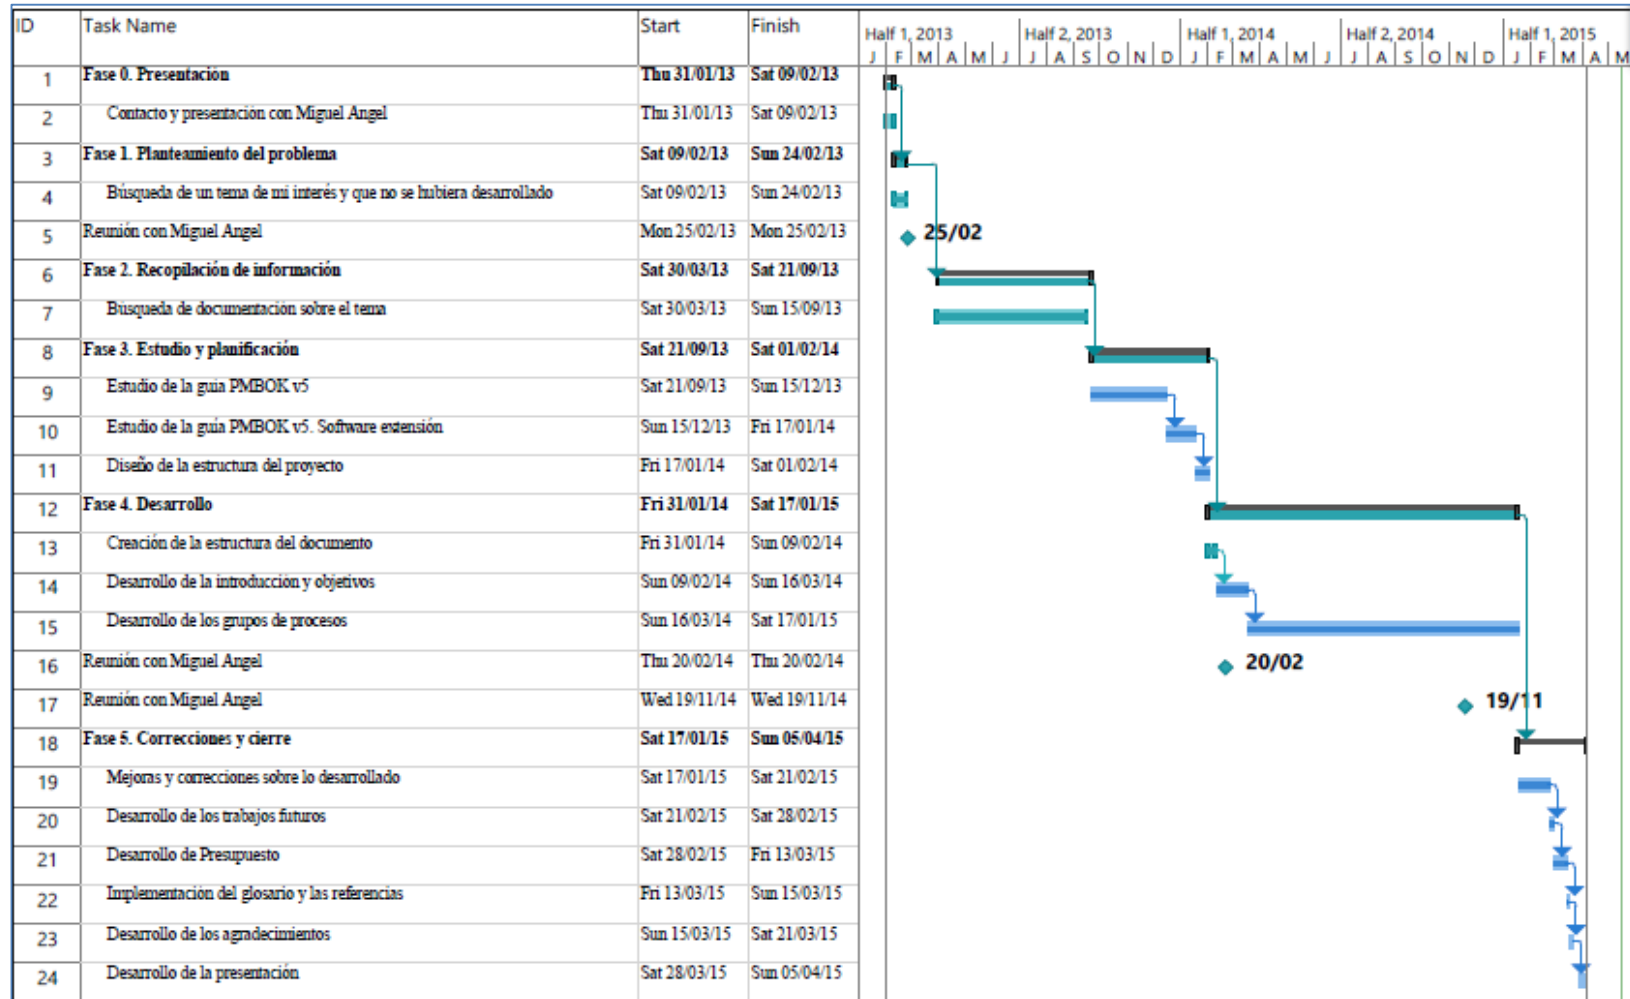 ID Task Name Start Finish Half 1, 2013 Half 2, 2013 Half 1, 2014 Half 2, 2014 Half 1, 2015
J F M A M J J A S O N D J F M A M J J A S O N D J F M A M
1 Fase 0. Presentación Thu 31/01/13 Sat 09/02/13
2 Contacto y presentación con Miguel Angel Thu 31/01/13 Sat 09/02/13
3 Fase 1. Planteamiento del problema Sat 09/02/13 Sun 24/02/13
4 Búsqueda de un tema de mi interés y que no se hubiera desarrollado Sat 09/02/13 Sun 24/02/13
5 Reunión con Miguel Angel Mon 25/02/13 Mon 25/02/13 25/02
6 Fase 2. Recopilación de información Sat 30/03/13 Sat 21/09/13
7 Búsqueda de documentación sobre el tema Sat 30/03/13 Sun 15/09/13
8 Fase 3. Estudio y planificación Sat 21/09/13 Sat 01/02/14
9 Estudio de la guía PMBOK v5 Sat 21/09/13 Sun 15/12/13
10 Estudio de la guía PMBOK v5. Software extensión Sun 15/12/13 Fri 17/01/14
11 Diseño de la estructura del proyecto Fri 17/01/14 Sat 01/02/14
12 Fase 4. Desarrollo Fri 31/01/14 Sat 17/01/15
13 Creación de la estructura del documento Fri 31/01/14 Sun 09/02/14
14 Desarrollo de la introducción y objetivos Sun 09/02/14 Sun 16/03/14
15 Desarrollo de los grupos de procesos Sun 16/03/14 Sat 17/01/15
16 Reunión con Miguel Angel Thu 20/02/14 Thu 20/02/14 20/02
17 Reunión con Miguel Angel Wed 19/11/14 Wed 19/11/14 19/11
18 Fase 5. Correcciones y cierre Sat 17/01/15 Sun 05/04/15
19 Mejoras y correcciones sobre lo desarrollado Sat 17/01/15 Sat 21/02/15
20 Desarrollo de los trabajos futuros Sat 21/02/15 Sat 28/02/15
21 Desarrollo de Presupuesto Sat 28/02/15 Fri 13/03/15
22 Implementación del glosario y las referencias Fri 13/03/15 Sun 15/03/15
23 Desarrollo de los agradecimientos Sun 15/03/15 Sat 21/03/15
24 Desarrollo de la presentación Sat 28/03/15 Sun 05/04/15